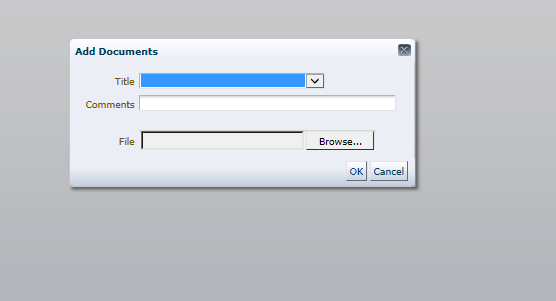 Add Documents
Title
Comments
File Browse...
OK Cancel